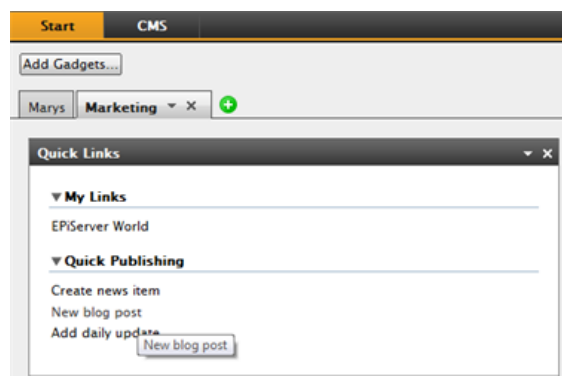 Start CMS
Add Gadgets...
Marys Marketing
Quick Links
My Links
EPiServer World
Quick Publishing
Create news item
New blog post
Add daily update
New blog post